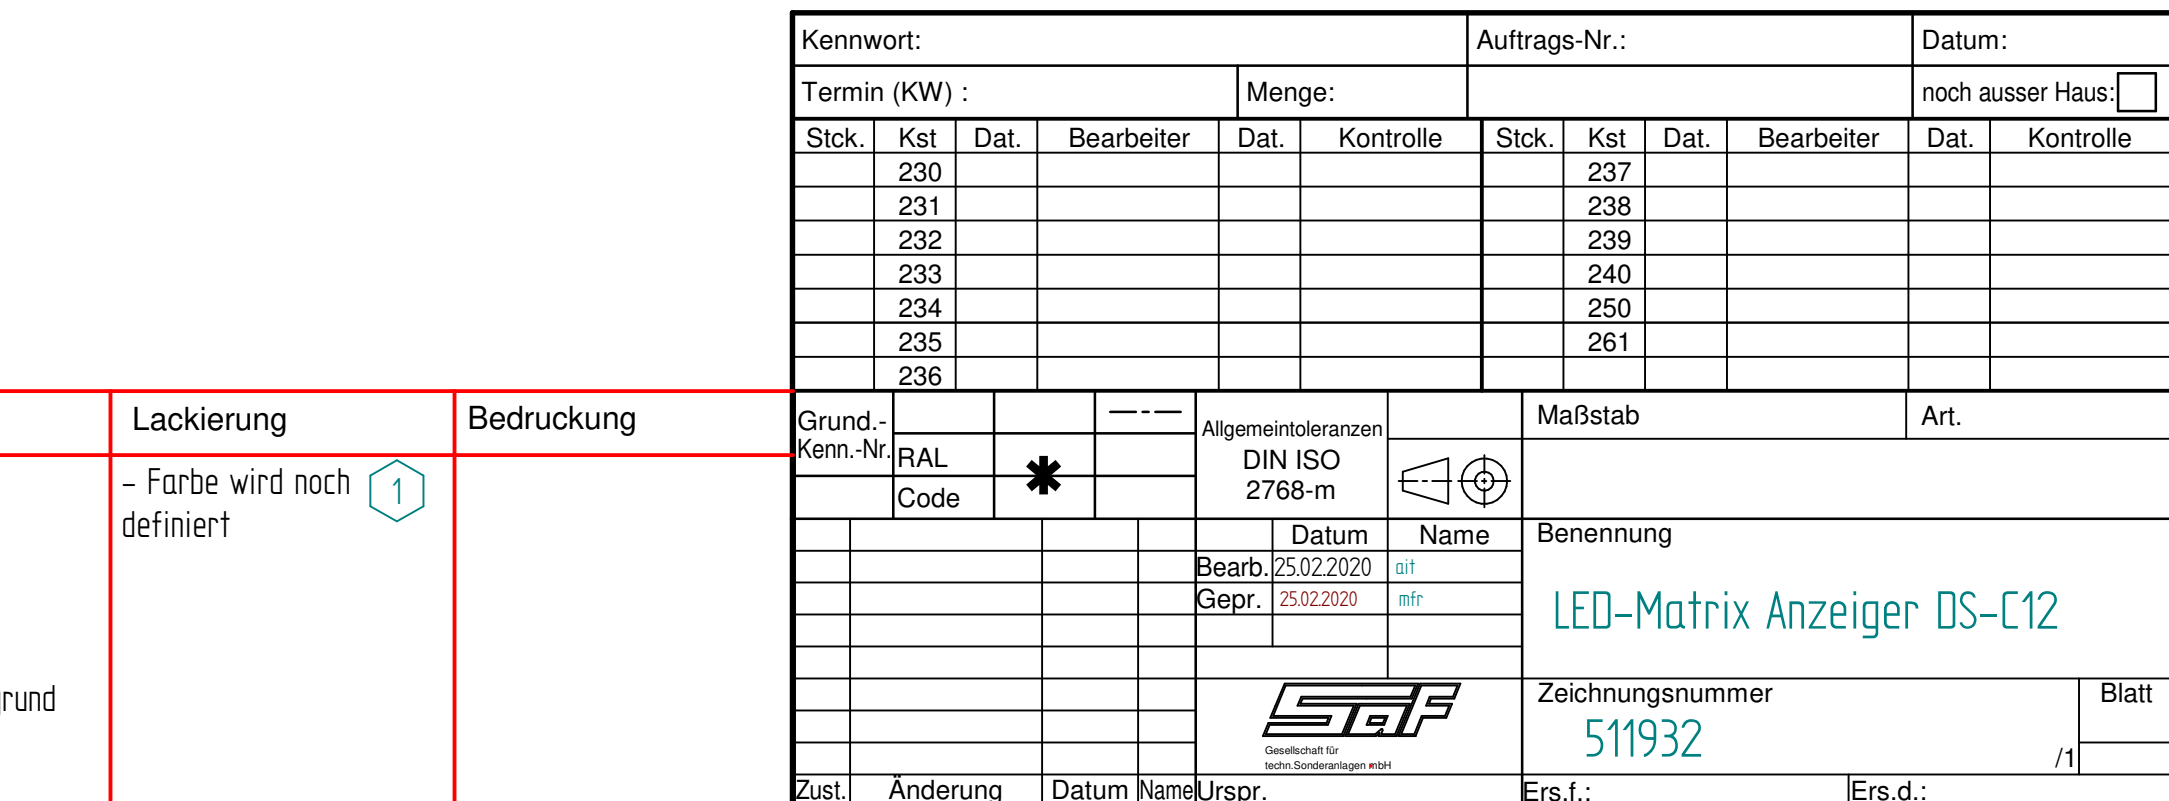 Kennwort: Auftrags-Nr.: Datum:
Termin (KW) : Menge: noch ausser Haus:
Stck. Kst Dat. Bearbeiter Dat. Kontrolle Stck. Kst Dat. Bearbeiter Dat. Kontrolle
230 237
231 238
232 239
233 240
234 250
235 261
236
Lackierung Bedruckung
- Farbe wird noch 1
definiert
Grund.-
Kenn.-Nr.
RAL
Code
*
Allgemeintoleranzen
DIN ISO
2768-m
Maßstab Art.
Datum Name
Bearb. 25.02.2020 ait
Gepr. 25.02.2020 mfr
Benennung
LED-Matrix Anzeiger DS-C12
SaF
Gesellschaft für
techn.Sonderanlagen mbH
Zeichnungsnummer Blatt
511932
/1
Zust. Änderung Datum Name Urspr. Ers.f.: Ers.d.: